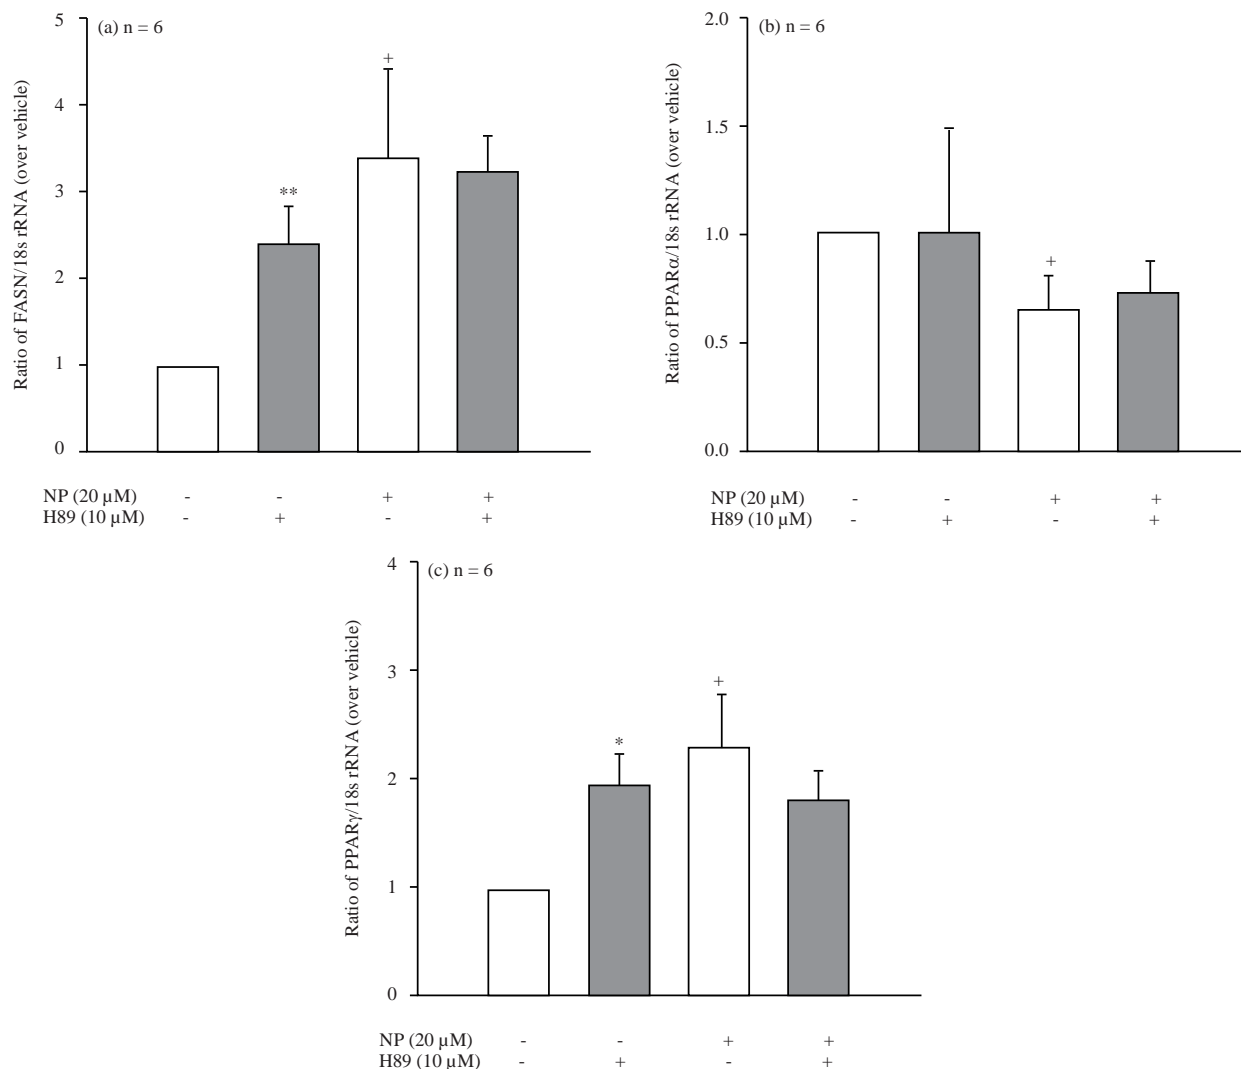 (a) n = 6
Ratio of FASN/18s rRNA (over vehicle)
5
4
3
2
1
0
+
**
NP (20 µM) - - + +
H89 (10 µM) - + - +
(b) n = 6
Ratio of PPARα/18s rRNA (over vehicle)
2.0
1.5
1.0
0.5
0.0
+
NP (20 µM) - - + +
H89 (10 µM) - + - +
(c) n = 6
Ratio of PPARγ/18s rRNA (over vehicle)
4
3
2
1
0
+
*
NP (20 µM) - - + +
H89 (10 µM) - + - +